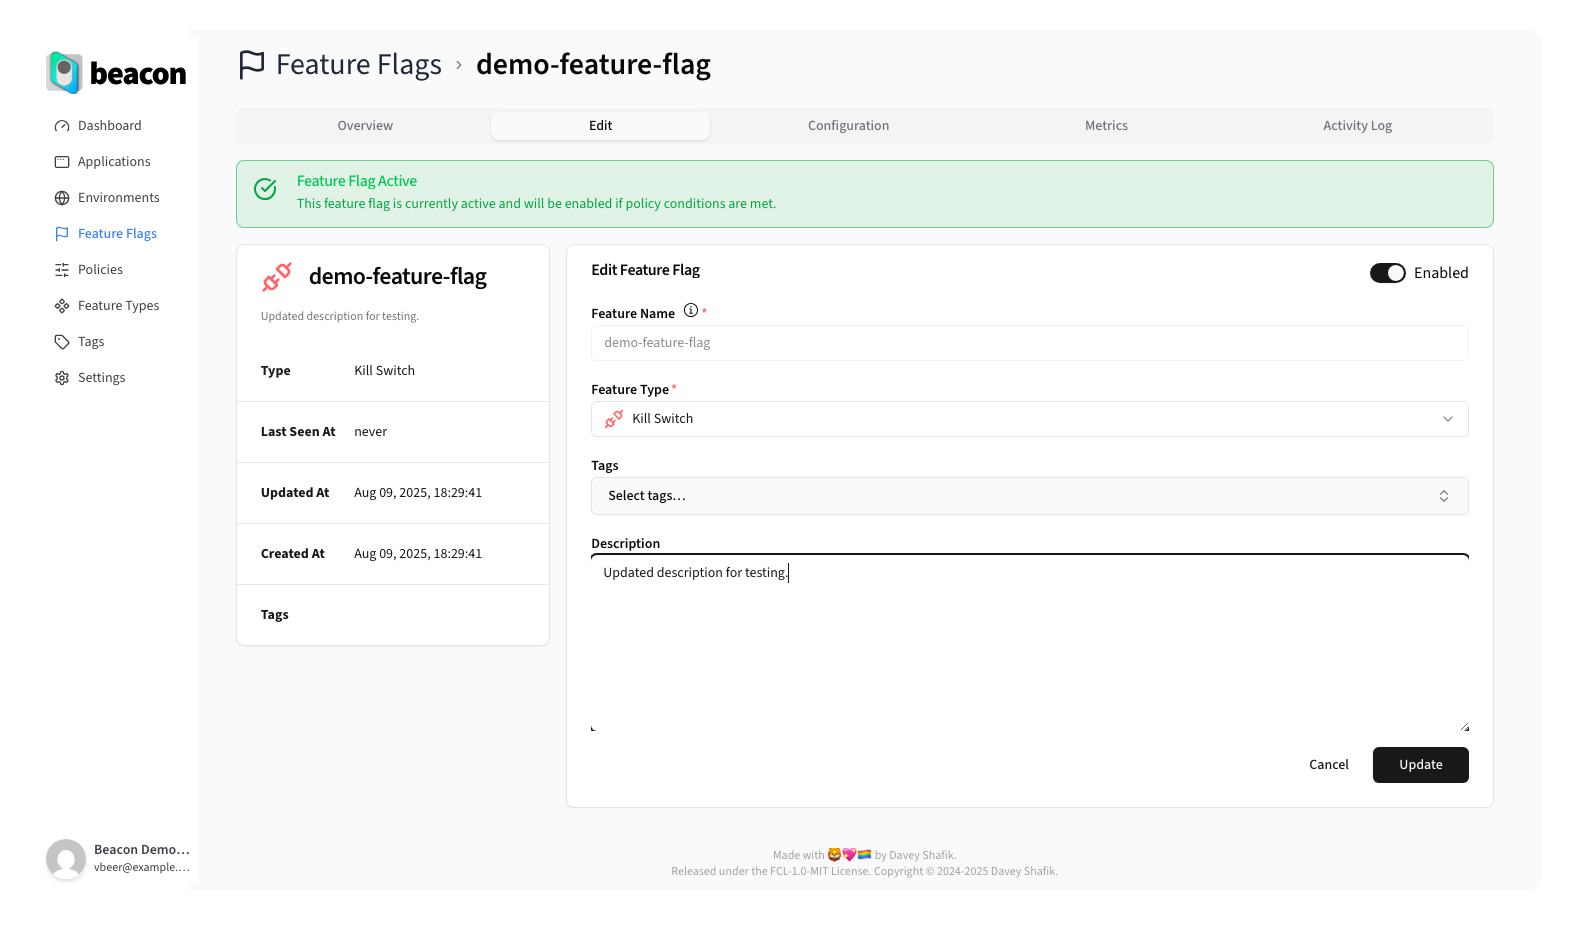 beacon
Dashboard
Applications
Environments
Feature Flags
Policies
Feature Types
Tags
Settings
Beacon Demo...
vbeer@example....
Feature Flags › demo-feature-flag
Overview Edit Configuration Metrics Activity Log
Feature Flag Active
This feature flag is currently active and will be enabled if policy conditions are met.
demo-feature-flag
Updated description for testing.
Type Kill Switch
Last Seen At never
Updated At Aug 09, 2025, 18:29:41
Created At Aug 09, 2025, 18:29:41
Tags
Edit Feature Flag
Enabled
Feature Name *
demo-feature-flag
Feature Type *
Kill Switch
Tags
Select tags...
Description
Updated description for testing.
Cancel Update
Made with 🦁💖🏳️‍🌈 by Davey Shafik.
Released under the FCL-1.0-MIT License. Copyright © 2024-2025 Davey Shafik.